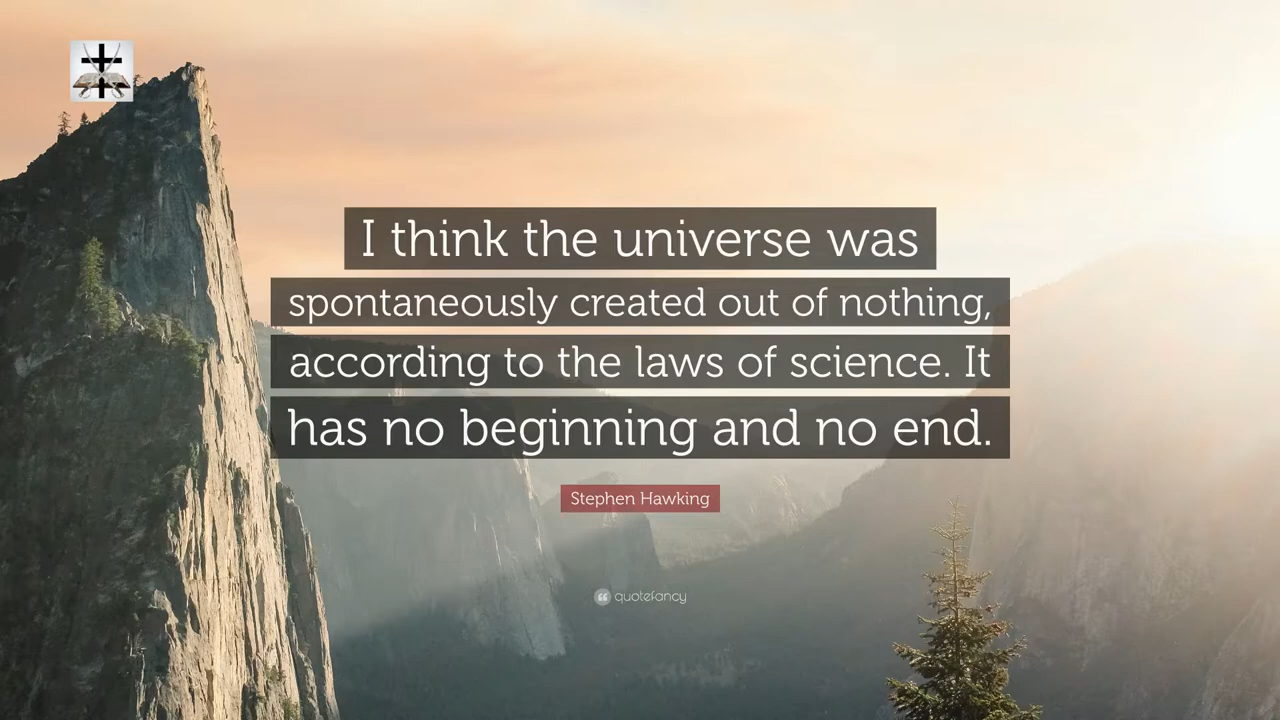 I think the universe was
spontaneously created out of nothing,
according to the laws of science. It
has no beginning and no end.
Stephen Hawking
quotefancy